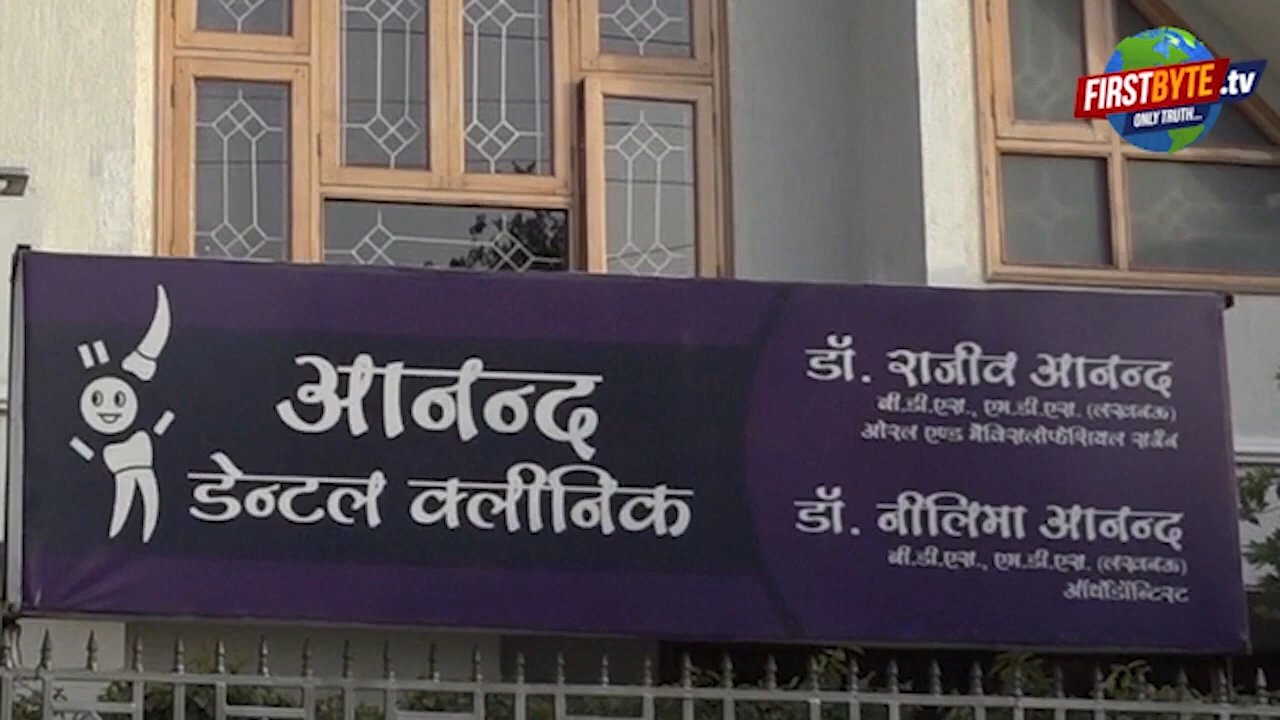 FIRSTBYTE.tv
ONLY TRUTH...
आनन्द
डेन्टल क्लीनिक
डॉ. राजीव आनन्द
बी.डी.एस., एम.डी.एस. (लखनऊ)
ओरल एण्ड मैक्सिलोफेशियल सर्जन
डॉ. नीलिमा आनन्द
बी.डी.एस., एम.डी.एस. (लखनऊ)
ऑर्थोडॉन्टिस्ट